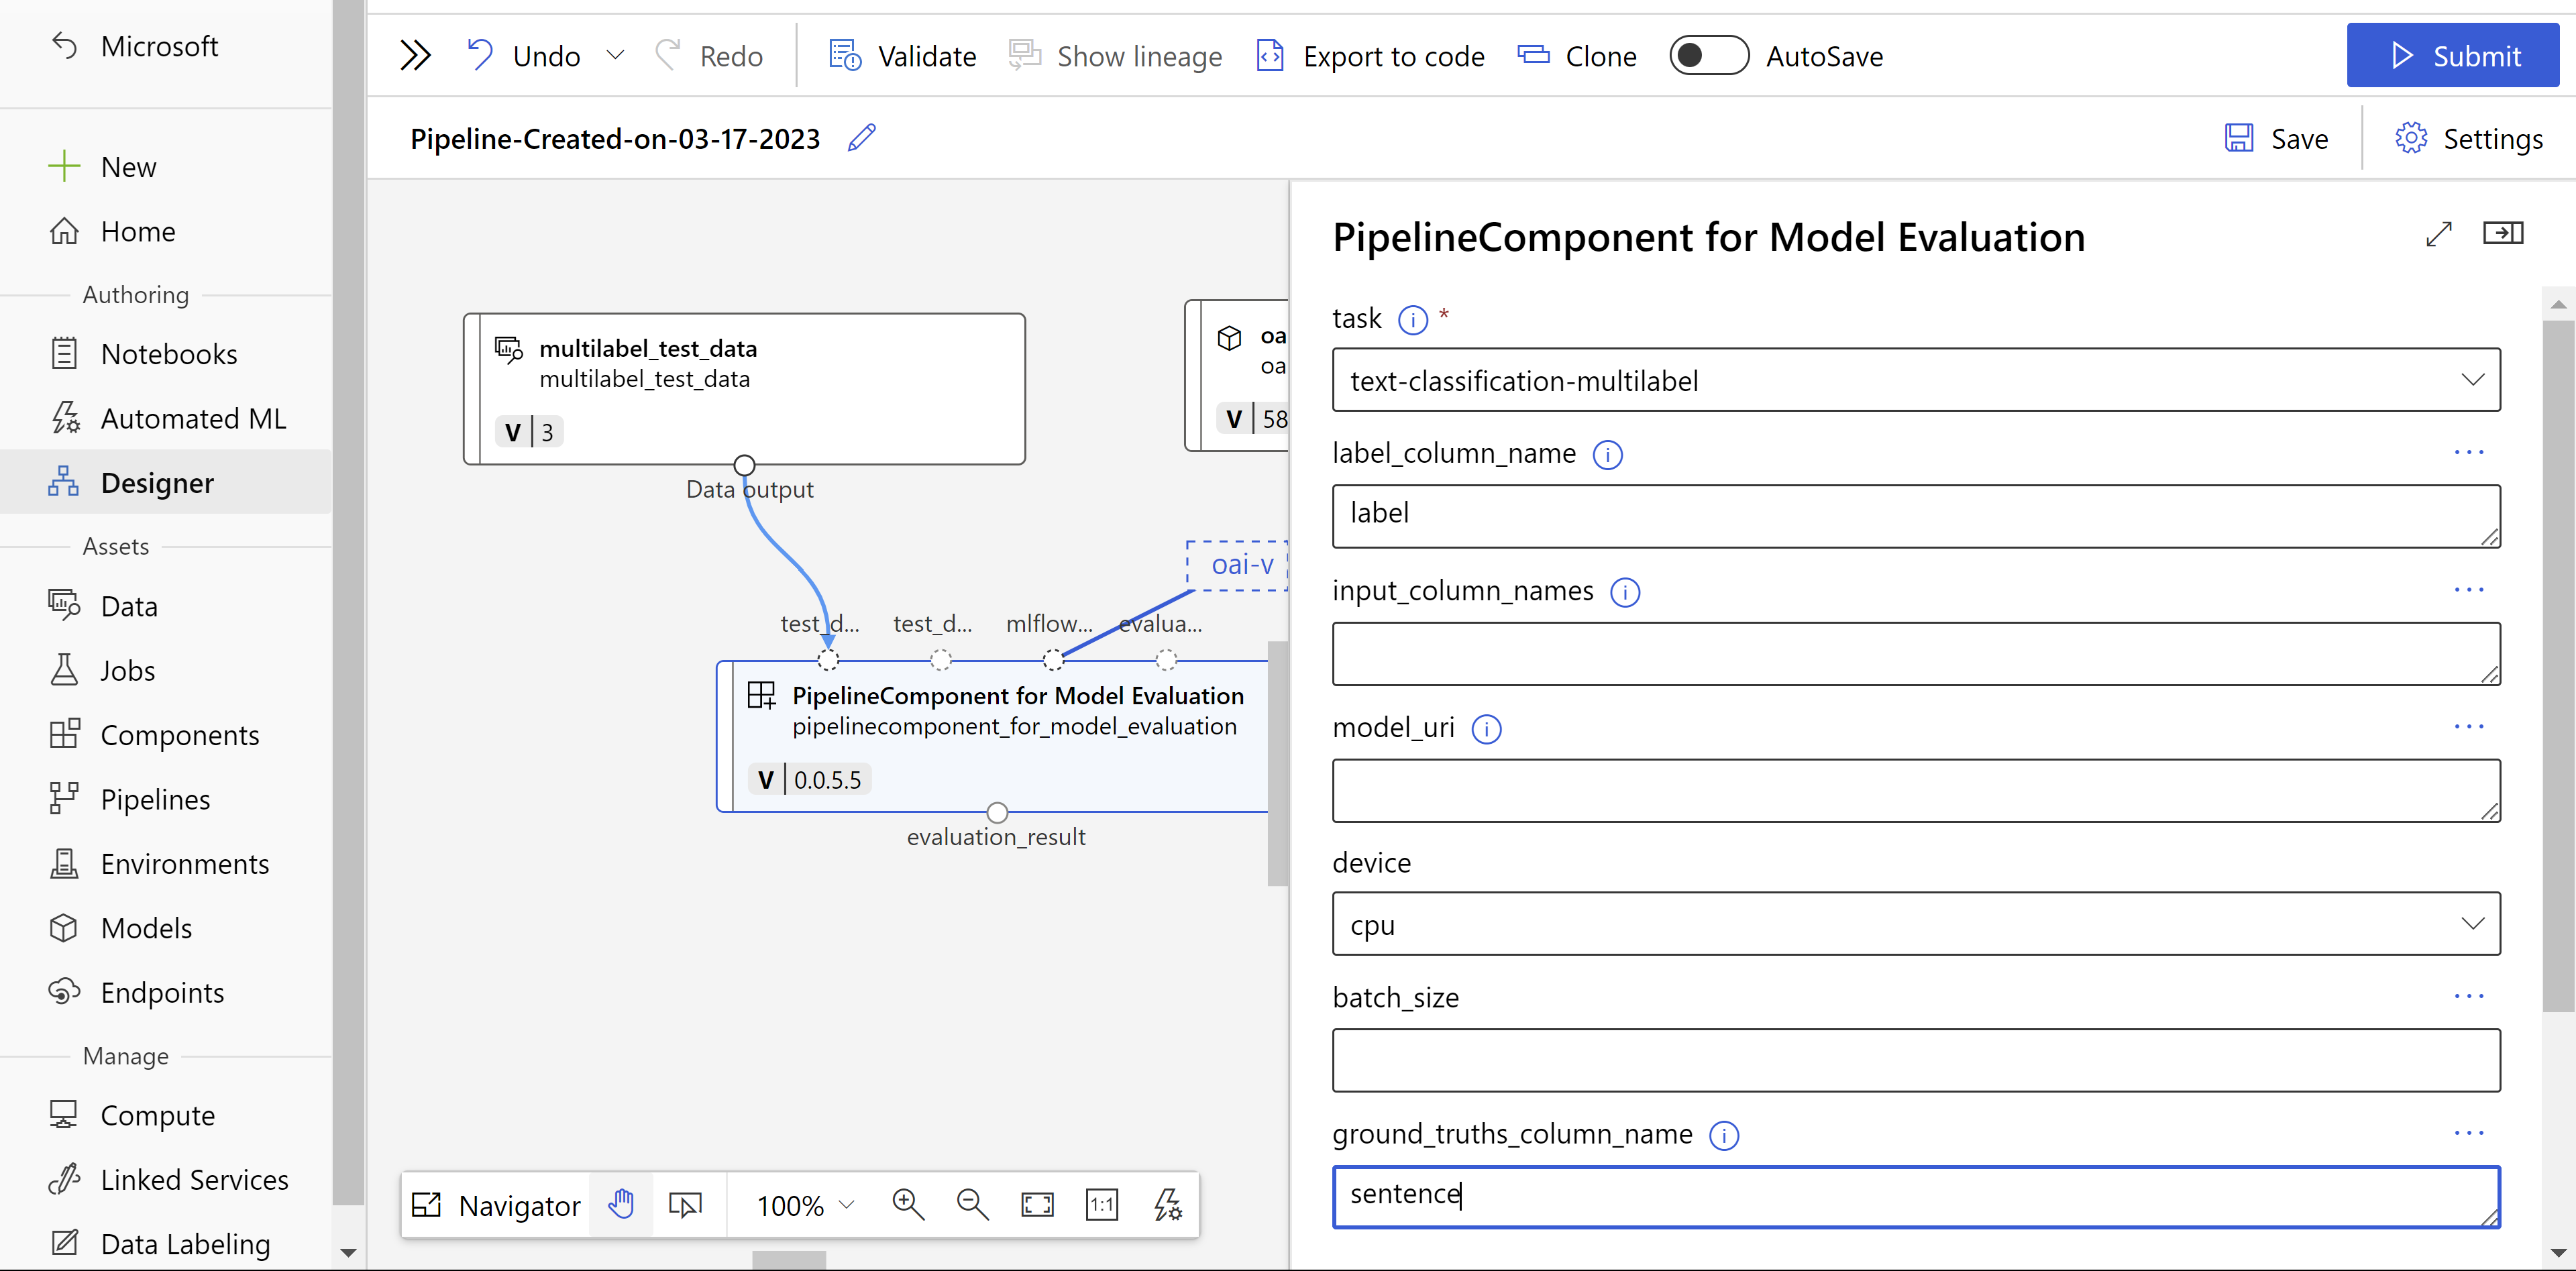 Microsoft
New
Home
Authoring
Notebooks
Automated ML
Designer
Assets
Data
Jobs
Components
Pipelines
Environments
Models
Endpoints
Manage
Compute
Linked Services
Data Labeling
Undo
Redo
Validate
Show lineage
Export to code
Clone
AutoSave
Submit
Pipeline-Created-on-03-17-2023
Save
Settings
multilabel_test_data
multilabel_test_data
V 3
Data output
oa
oa
V 58
oai-v
test_d...
test_d...
mlflow...
evalua...
PipelineComponent for Model Evaluation
pipelinecomponent_for_model_evaluation
V 0.0.5.5
evaluation_result
Navigator
100%
1:1
PipelineComponent for Model Evaluation
task *
text-classification-multilabel
label_column_name
label
input_column_names
model_uri
device
cpu
batch_size
ground_truths_column_name
sentence